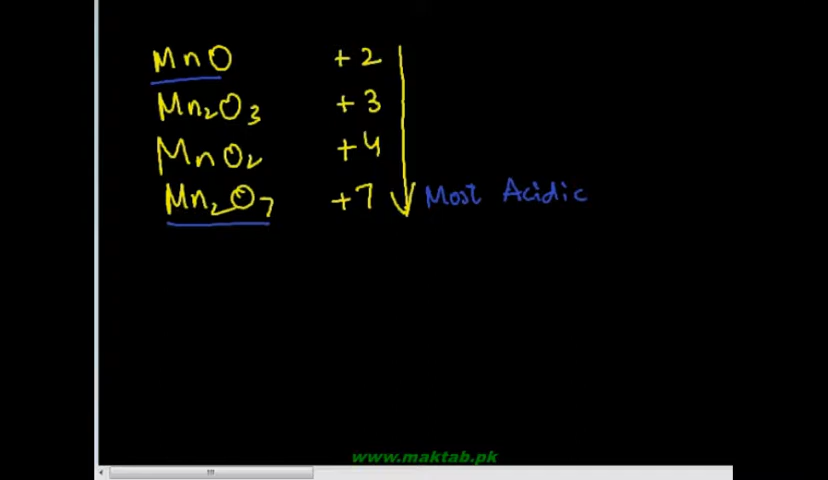 MnO +2
Mn₂O₃ +3
MnO₂ +4
Mn₂O₇ +7 Most Acidic
www.maktab.pk